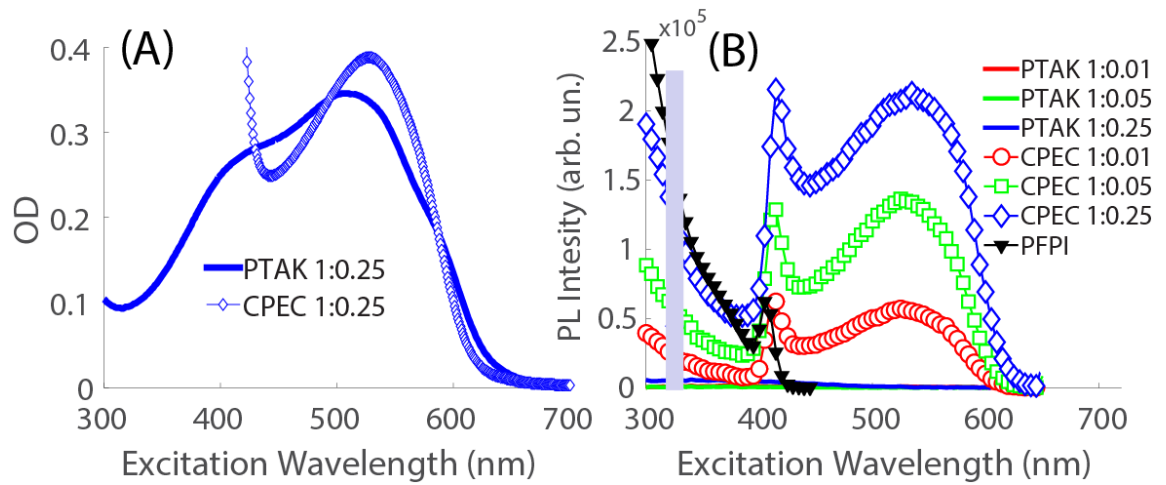 (A)
0.4
0.3
0.2
0.1
0
OD
PTAK 1:0.25
CPEC 1:0.25
300 400 500 600 700
Excitation Wavelength (nm)
x10⁵
(B)
2.5
2
1.5
1
0.5
0
PL Intesity (arb. un.)
PTAK 1:0.01
PTAK 1:0.05
PTAK 1:0.25
CPEC 1:0.01
CPEC 1:0.05
CPEC 1:0.25
PFPI
300 400 500 600 700
Excitation Wavelength (nm)